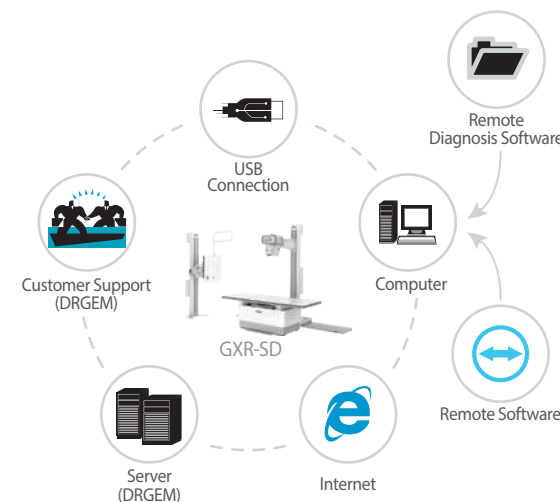 Remote
Diagnosis Software
USB
Connection
Customer Support
(DRGEM)
Computer
GXR-SD
Remote Software
Server
(DRGEM)
Internet